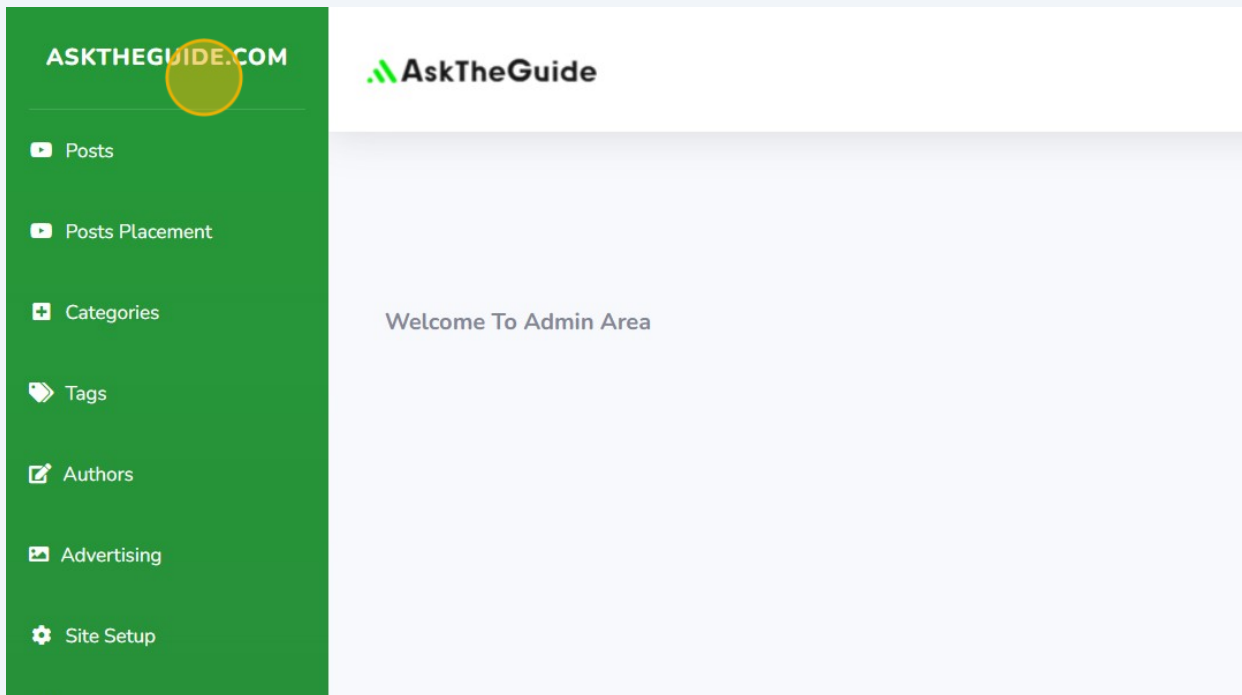 ASKTHEGUIDE.COM
AskTheGuide
Posts
Posts Placement
Categories
Welcome To Admin Area
Tags
Authors
Advertising
Site Setup